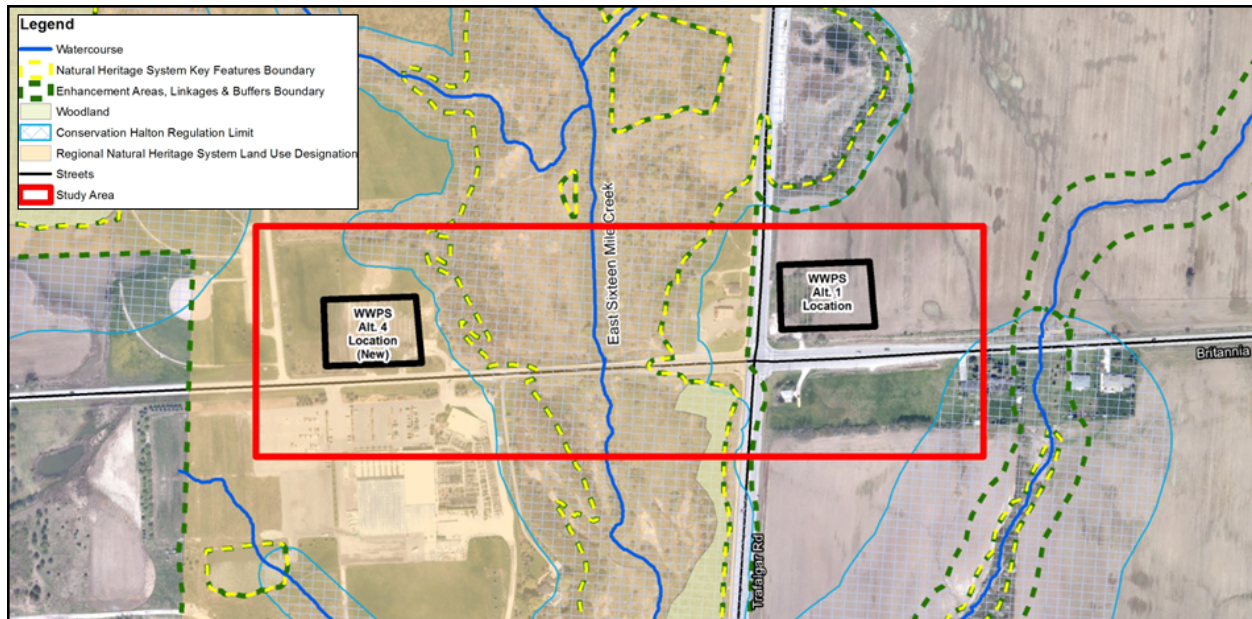 Legend
Watercourse
Natural Heritage System Key Features Boundary
Enhancement Areas, Linkages & Buffers Boundary
Woodland
Conservation Halton Regulation Limit
Regional Natural Heritage System Land Use Designation
Streets
Study Area
East Sixteen Mile Creek
WWPS
Alt. 4
Location
(New)
WWPS
Alt. 1
Location
Britannia
Trafalgar Rd